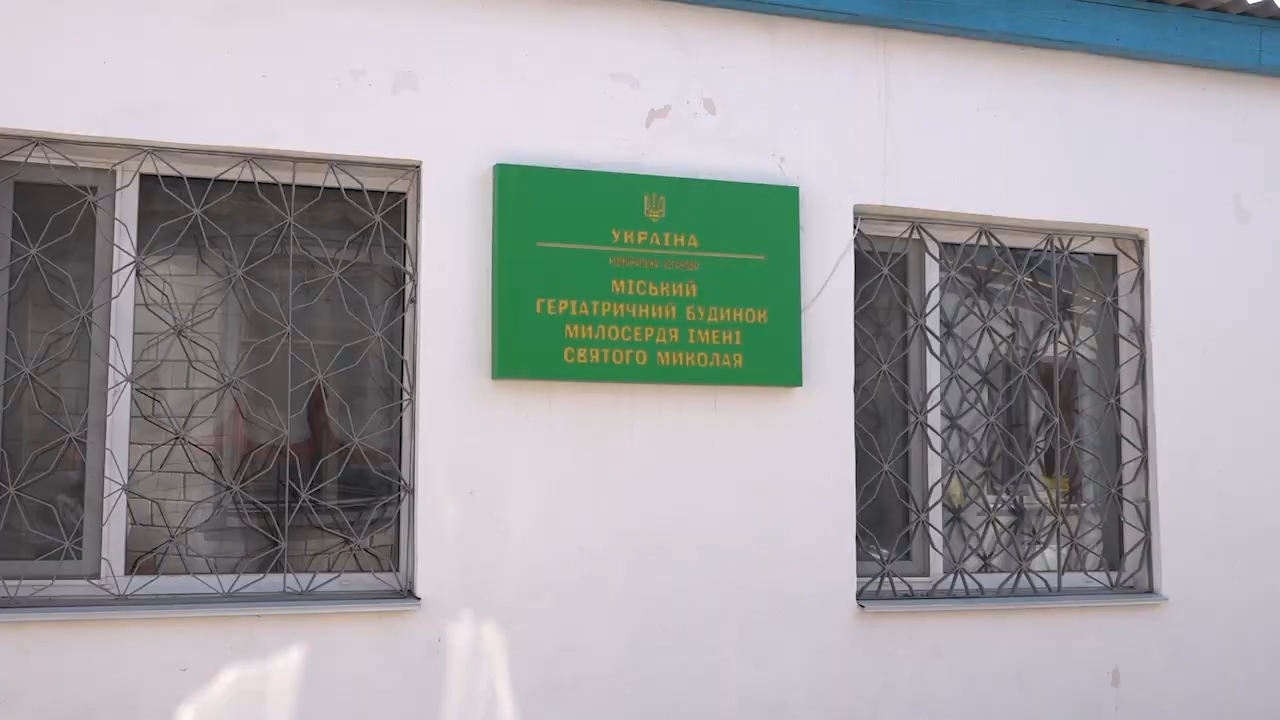 УКРАЇНА
МІСЬКИЙ
ГЕРІАТРИЧНИЙ БУДИНОК
МИЛОСЕРДЯ ІМЕНІ
СВЯТОГО МИКОЛАЯ